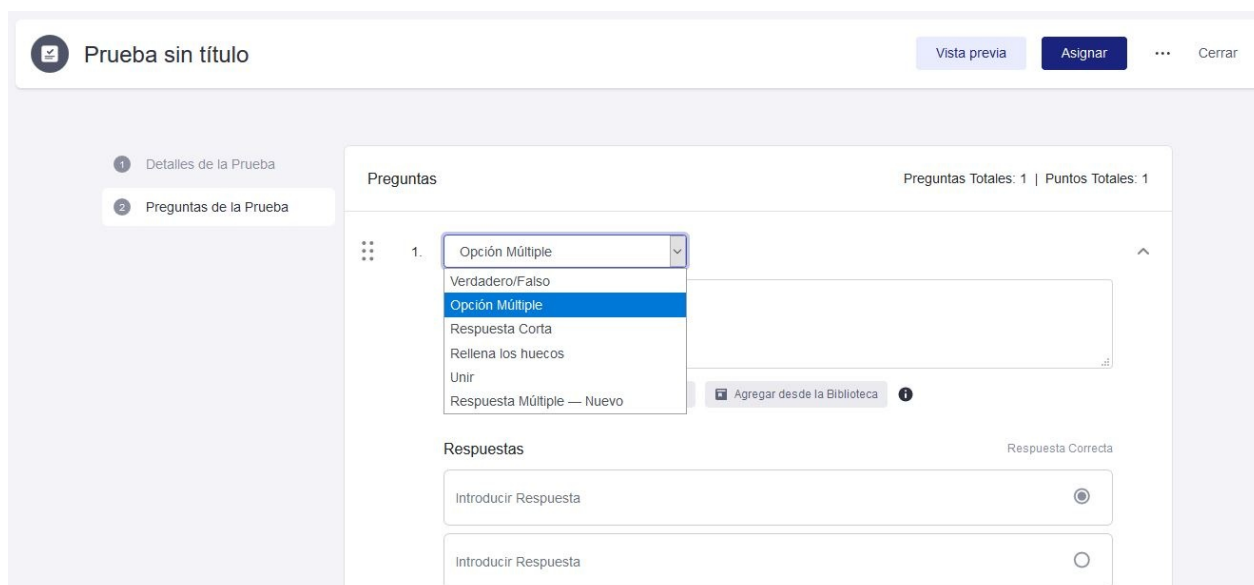 Prueba sin título
Vista previa
Asignar
Cerrar
1 Detalles de la Prueba
2 Preguntas de la Prueba
Preguntas
Preguntas Totales: 1 | Puntos Totales: 1
1. Opción Múltiple
Verdadero/Falso
Opción Múltiple
Respuesta Corta
Rellena los huecos
Unir
Respuesta Múltiple — Nuevo
Agregar desde la Biblioteca
Respuestas
Respuesta Correcta
Introducir Respuesta
Introducir Respuesta